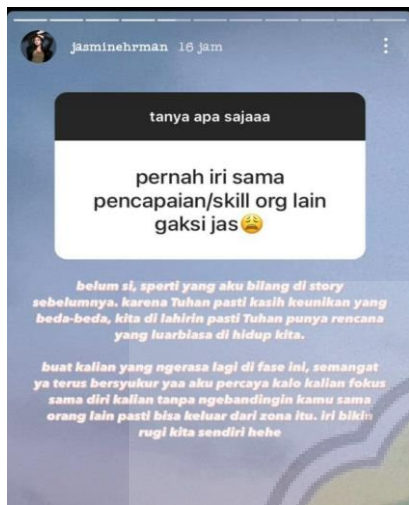 jasminehrman 16 jam
tanya apa sajaaa
pernah iri sama
pencapaian/skill org lain
gaksi jas😩
belum si, sperti yang aku bilang di story
sebelumnya. karena Tuhan pasti kasih keunikan yang
beda-beda, kita di lahirin pasti Tuhan punya rencana
yang luarbiasa di hidup kita.
buat kalian yang ngerasa lagi di fase ini, semangat
ya terus bersyukur yaa aku percaya kalo kalian fokus
sama diri kalian tanpa ngebandingin kamu sama
orang lain pasti bisa keluar dari zona itu. iri bikin
rugi kita sendiri hehe